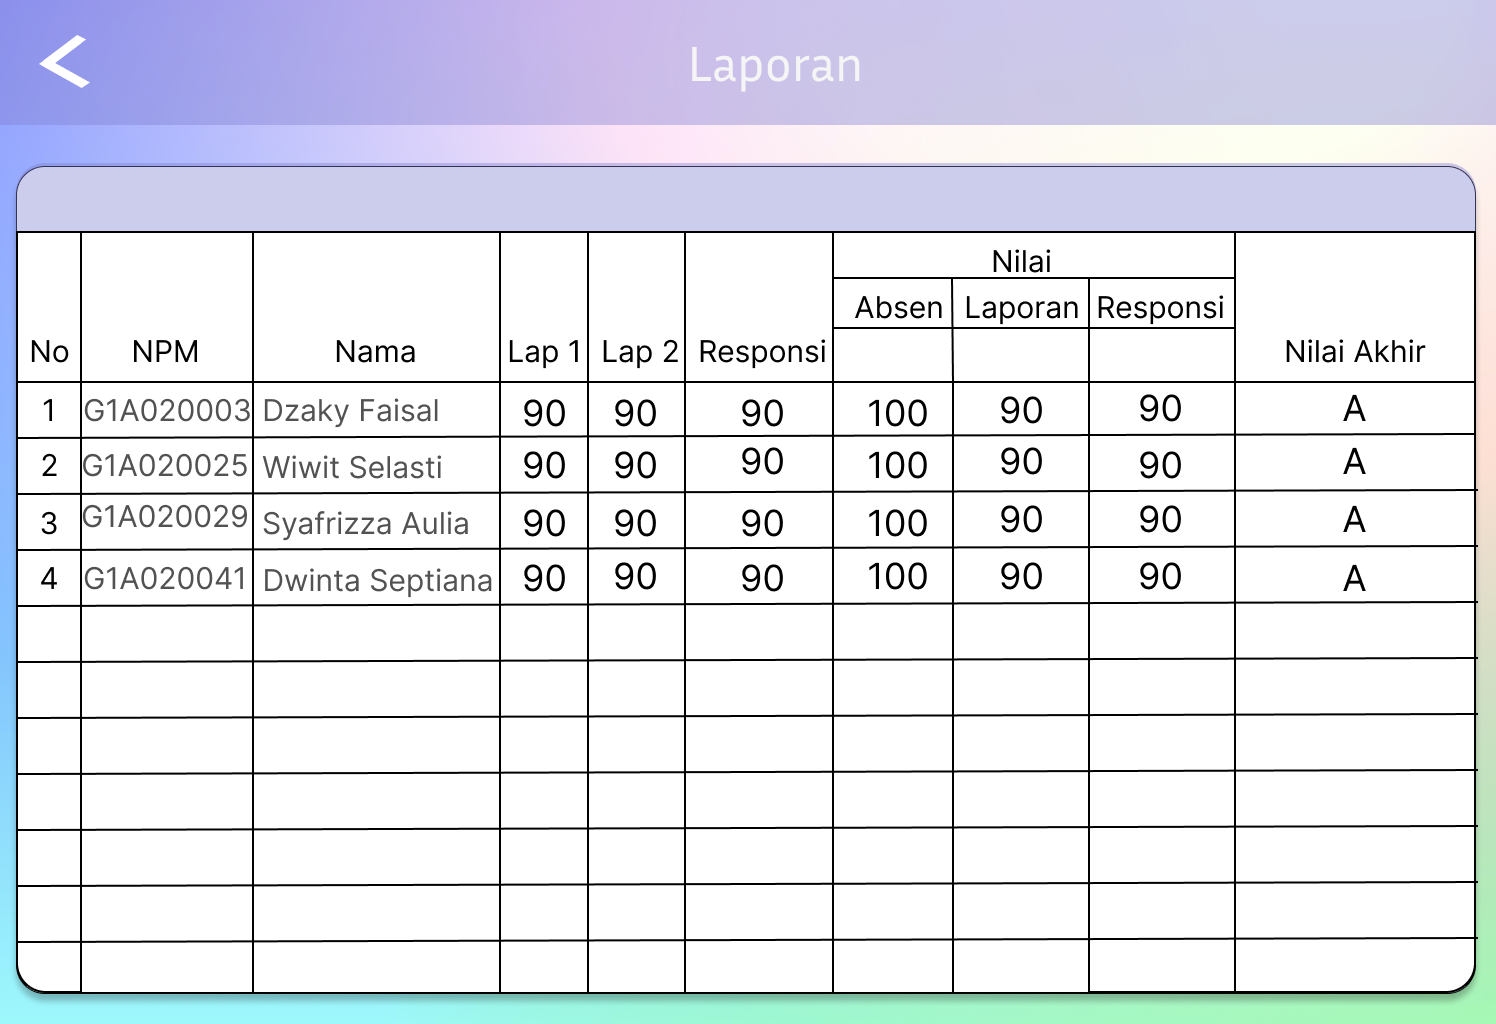 Laporan
Nilai
Absen Laporan Responsi
No NPM Nama Lap 1 Lap 2 Responsi Nilai Akhir
1 G1A020003 Dzaky Faisal 90 90 90 100 90 90 A
2 G1A020025 Wiwit Selasti 90 90 90 100 90 90 A
3 G1A020029 Syafrizza Aulia 90 90 90 100 90 90 A
4 G1A020041 Dwinta Septiana 90 90 90 100 90 90 A